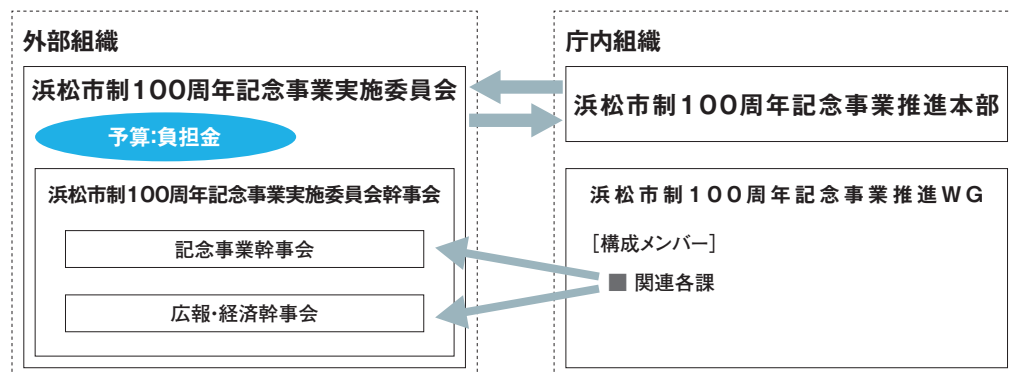 外部組織
浜松市制100周年記念事業実施委員会
予算:負担金
浜松市制100周年記念事業実施委員会幹事会
記念事業幹事会
広報・経済幹事会
庁内組織
浜松市制100周年記念事業推進本部
浜松市制100周年記念事業推進WG
[構成メンバー]
■ 関連各課